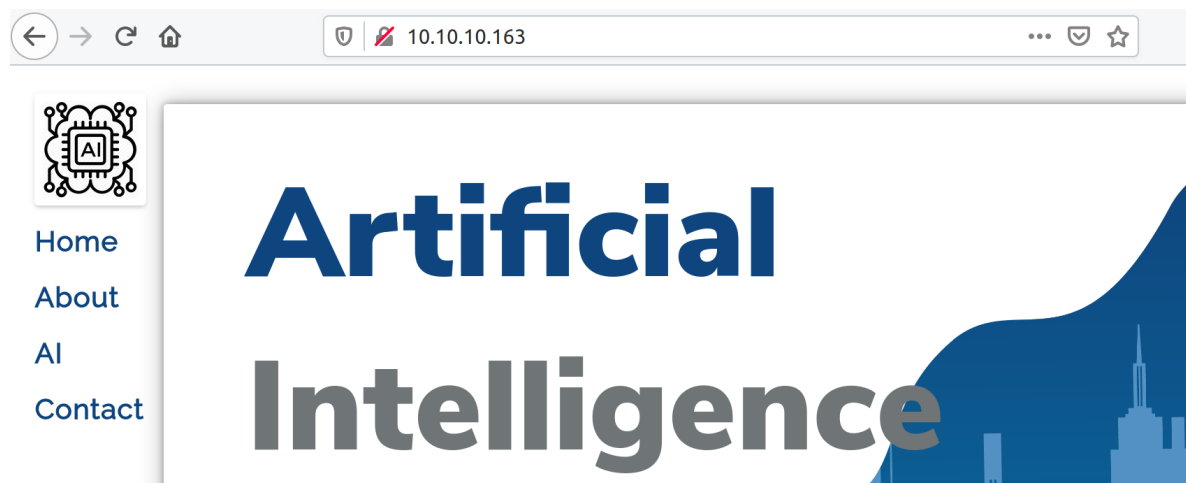 10.10.10.163
AI
Home
About
AI
Contact
Artificial
Intelligence